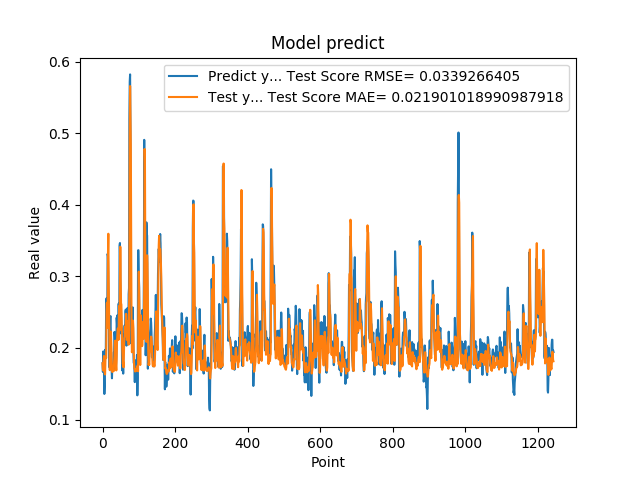 Model predict
Predict y... Test Score RMSE= 0.0339266405
Test y... Test Score MAE= 0.021901018990987918
0.6
0.5
0.4
0.3
0.2
0.1
Real value
0 200 400 600 800 1000 1200
Point